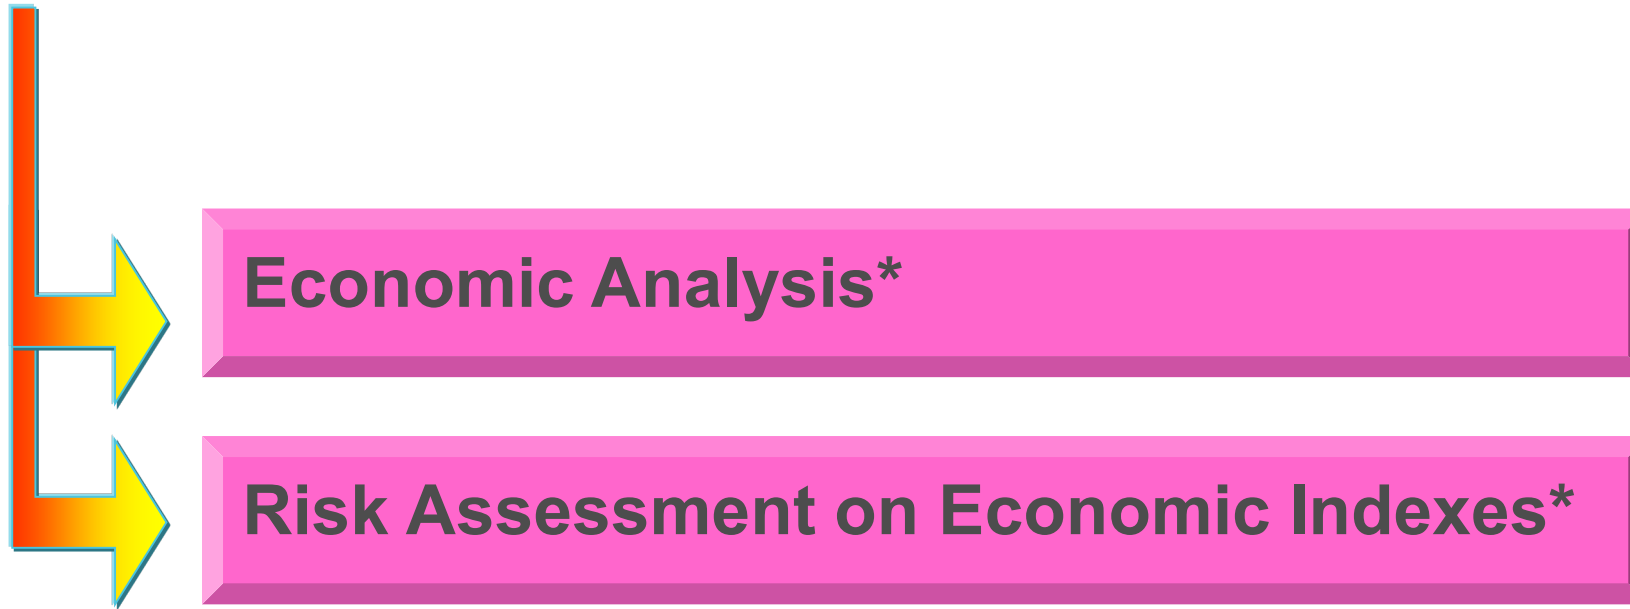 Economic Analysis*
Risk Assessment on Economic Indexes*